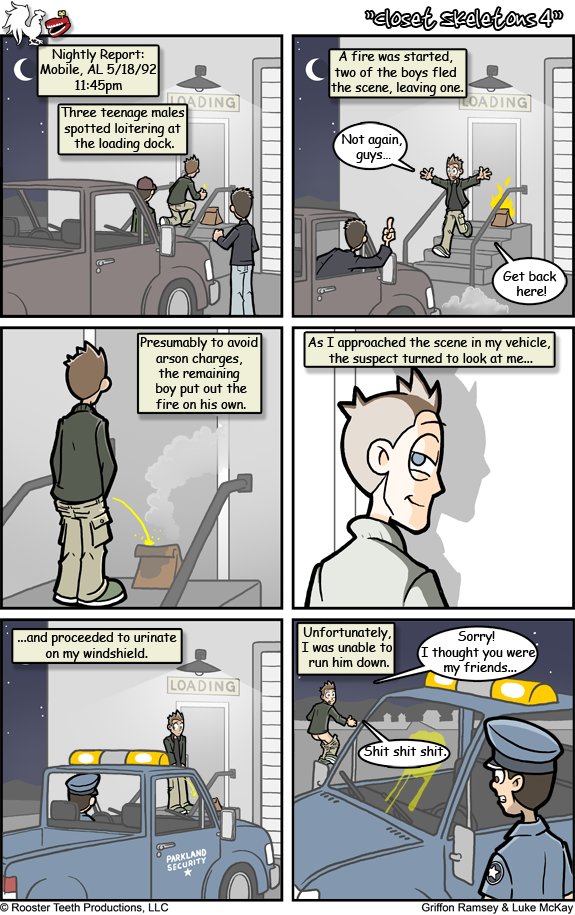 "closet skeletons 4"
Nightly Report:
Mobile, AL 5/18/92
11:45pm
Three teenage males
spotted loitering at
the loading dock.
LOADING
A fire was started,
two of the boys fled
the scene, leaving one.
LOADING
Not again,
guys...
Get back
here!
Presumably to avoid
arson charges,
the remaining
boy put out the
fire on his own.
As I approached the scene in my vehicle,
the suspect turned to look at me...
...and proceeded to urinate
on my windshield.
LOADING
PARKLAND
SECURITY
Unfortunately,
I was unable to
run him down.
Sorry!
I thought you were
my friends...
Shit shit shit.
© Rooster Teeth Productions, LLC
Griffon Ramsey & Luke McKay